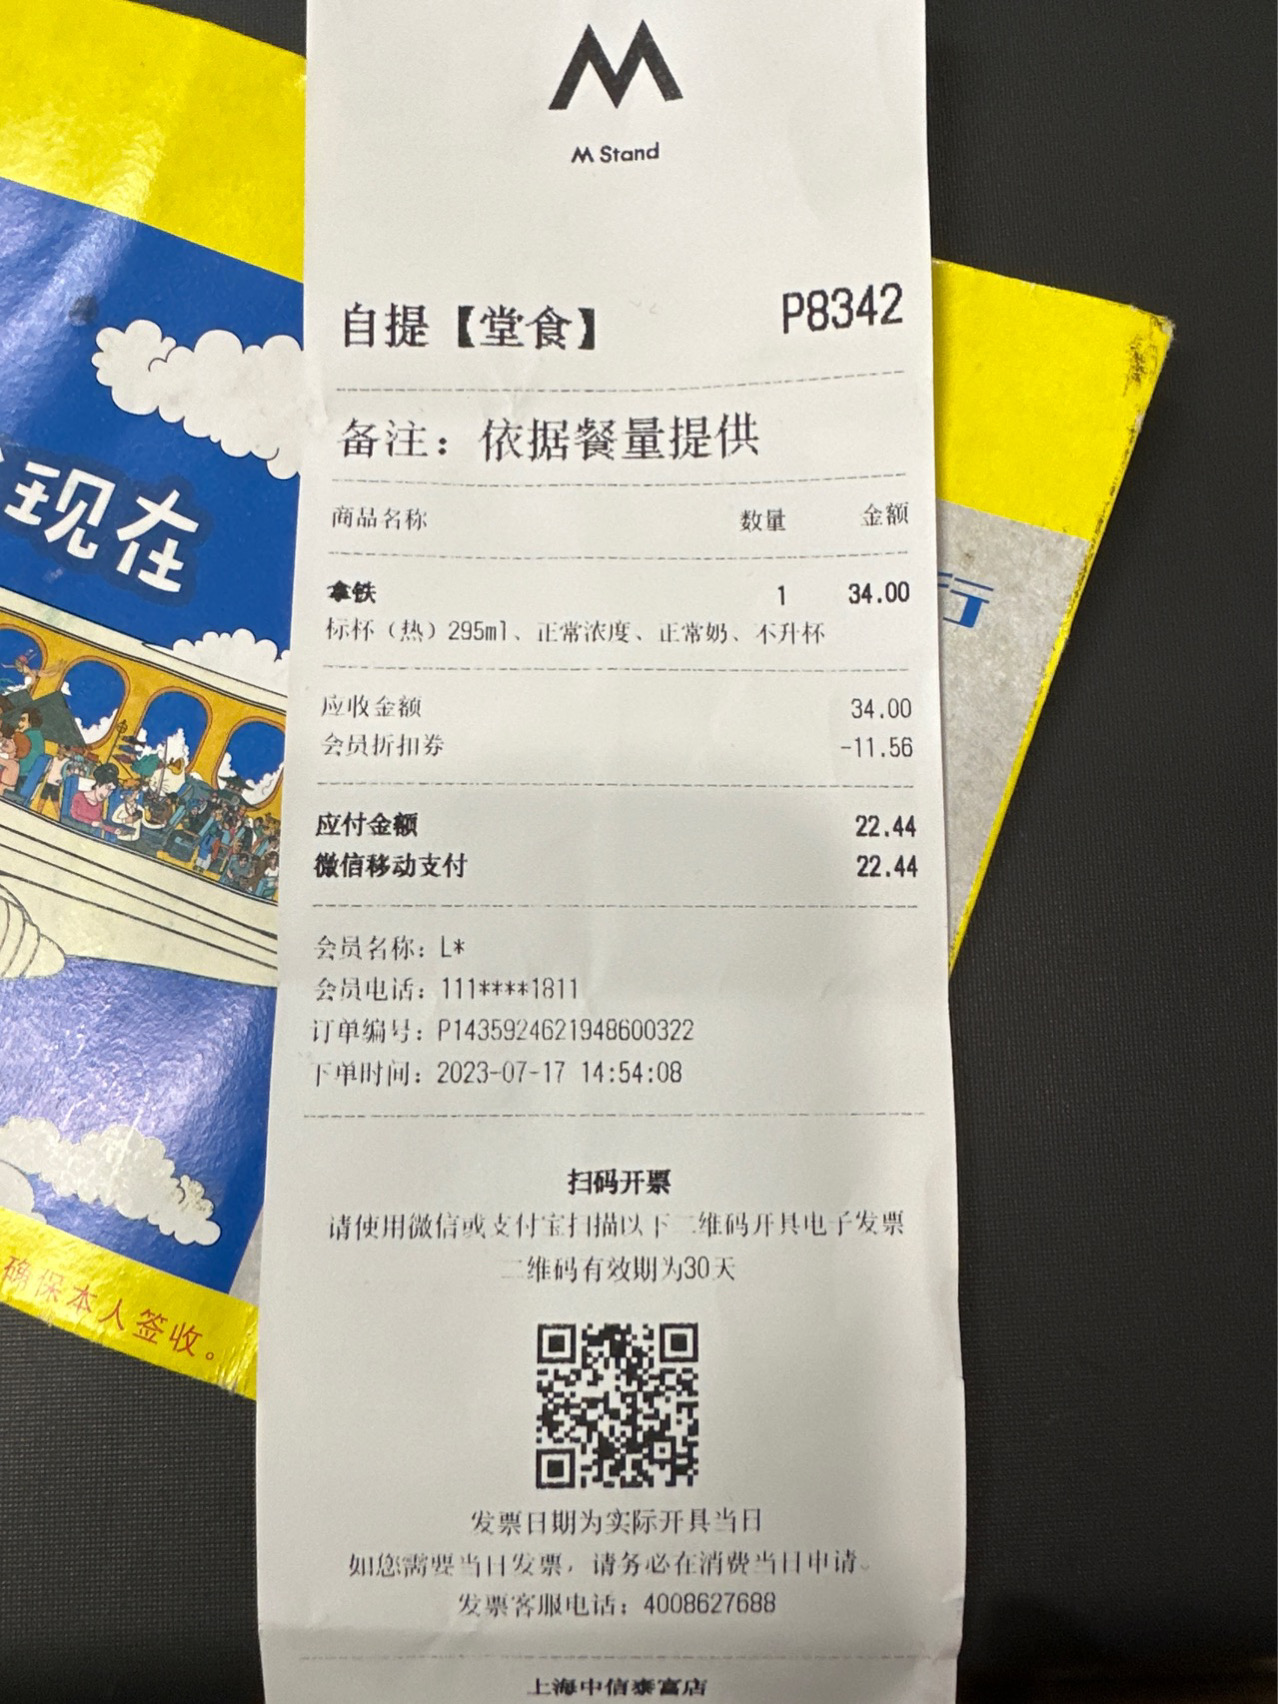 M Stand
自提【堂食】 P8342
备注：依据餐量提供
商品名称 数量 金额
拿铁 1 34.00
标杯（热）295ml、正常浓度、正常奶、不升杯
应收金额 34.00
会员折扣券 -11.56
应付金额 22.44
微信移动支付 22.44
会员名称：L*
会员电话：111****1811
订单编号：P1435924621948600322
下单时间：2023-07-17 14:54:08
扫码开票
请使用微信或支付宝扫描以下二维码开具电子发票
二维码有效期为30天
发票日期为实际开具当日
如您需要当日发票，请务必在消费当日申请。
发票客服电话：4008627688
上海中信泰富店
现在
行
确保本人签收。